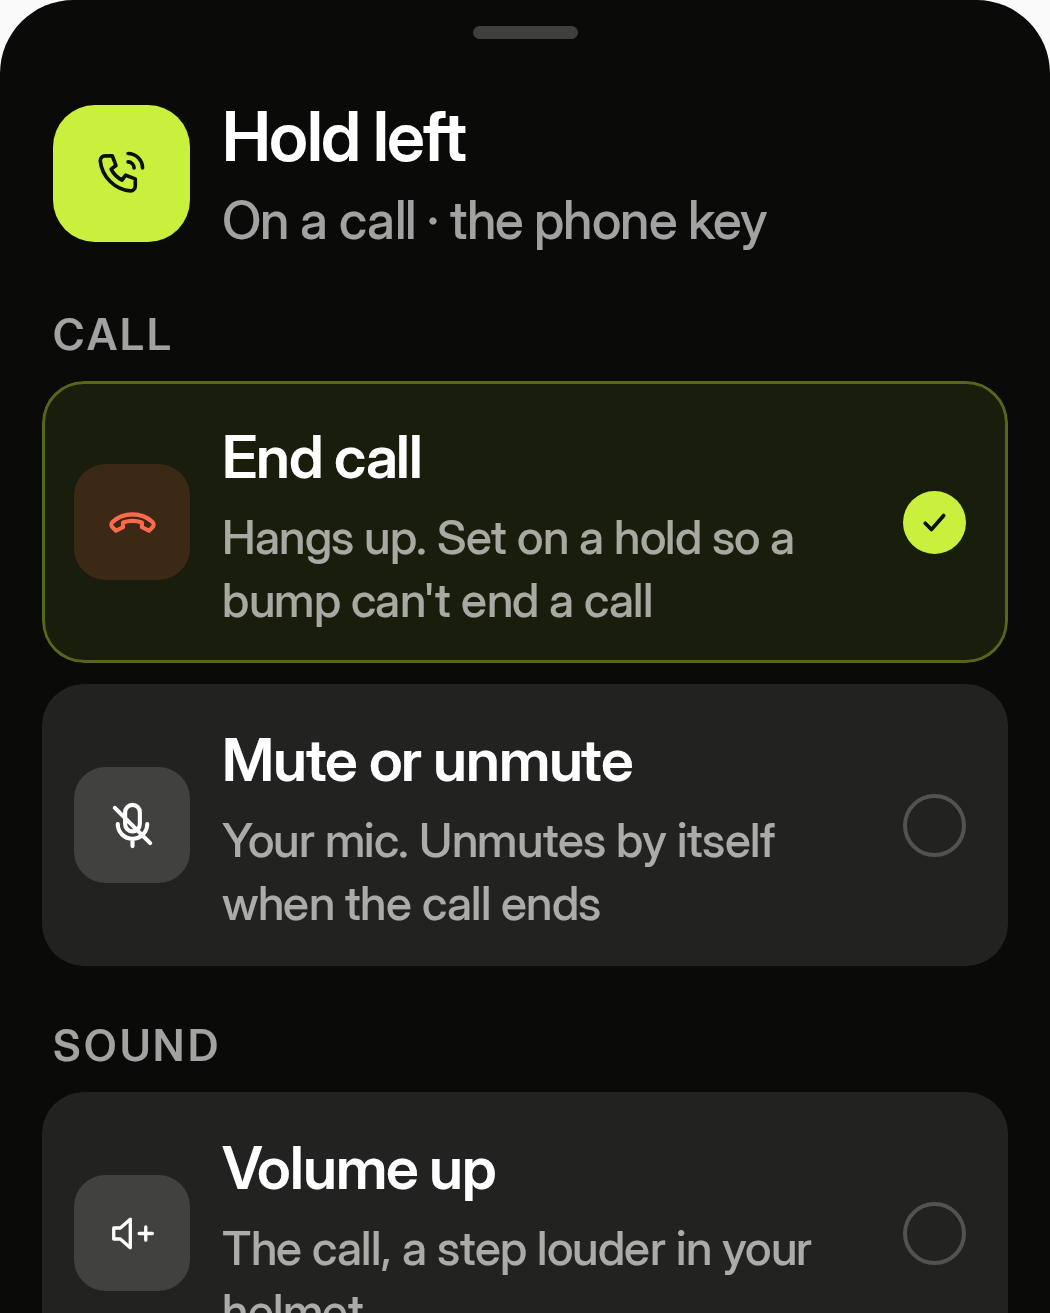 Hold left
On a call · the phone key
CALL
End call
Hangs up. Set on a hold so a
bump can't end a call
Mute or unmute
Your mic. Unmutes by itself
when the call ends
SOUND
Volume up
The call, a step louder in your
helmet